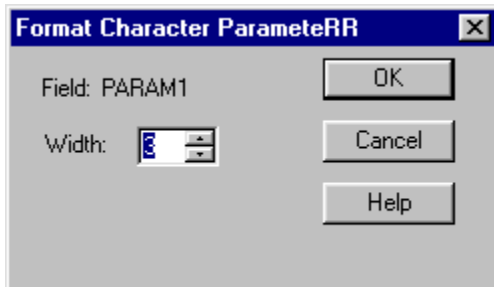 Format Character ParameteRR
Field: PARAM1
OK
Width: 3
Cancel
Help